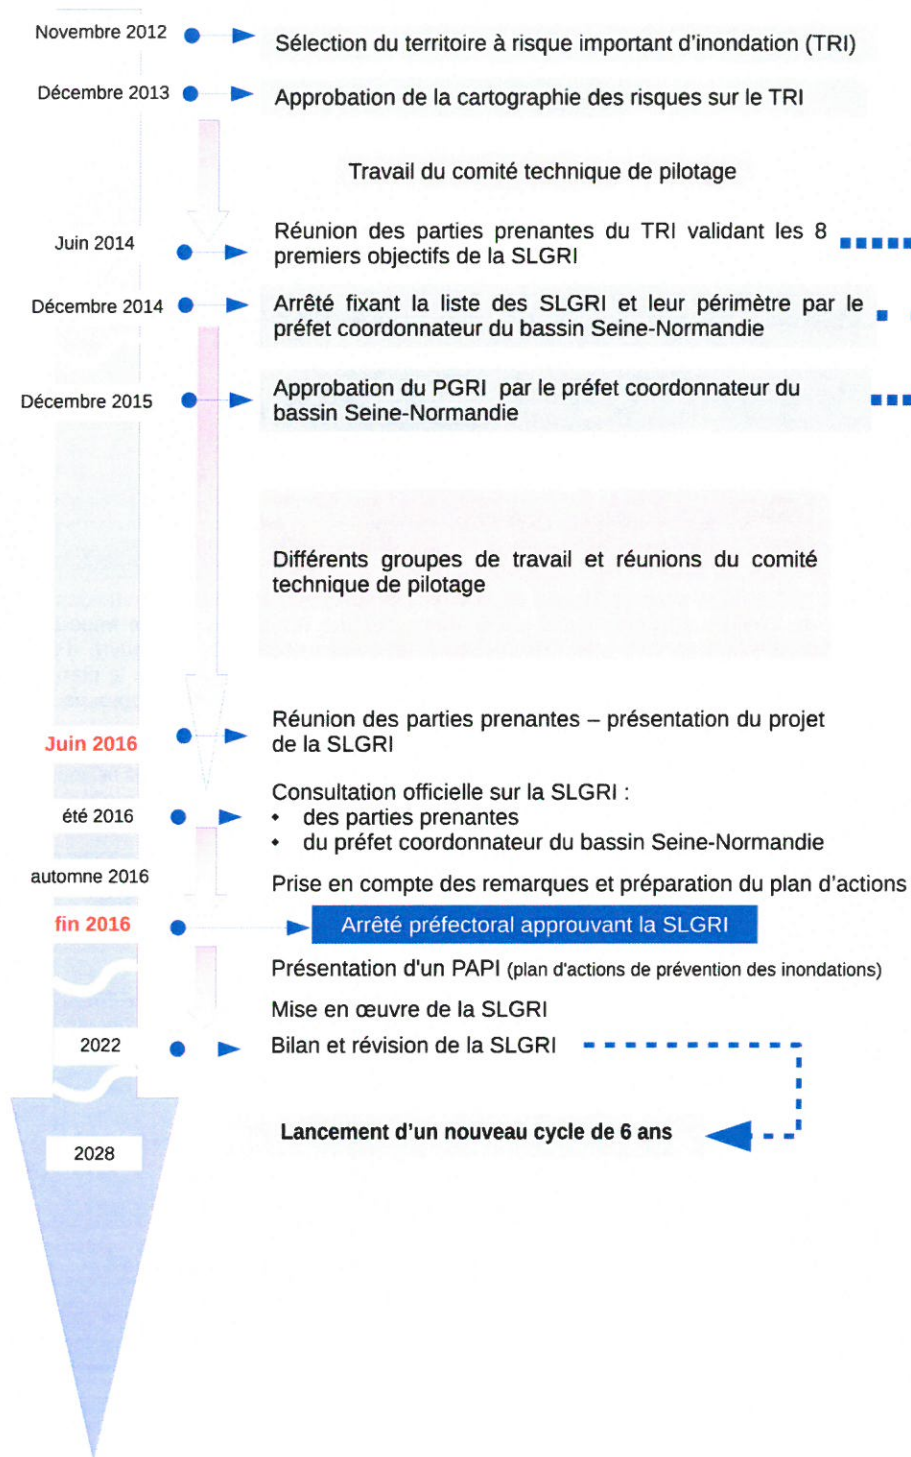 Novembre 2012
Sélection du territoire à risque important d'inondation (TRI)
Décembre 2013
Approbation de la cartographie des risques sur le TRI
Travail du comité technique de pilotage
Juin 2014
Réunion des parties prenantes du TRI validant les 8
premiers objectifs de la SLGRI
Décembre 2014
Arrêté fixant la liste des SLGRI et leur périmètre par le
préfet coordonnateur du bassin Seine-Normandie
Décembre 2015
Approbation du PGRI par le préfet coordonnateur du
bassin Seine-Normandie
Différents groupes de travail et réunions du comité
technique de pilotage
Juin 2016
Réunion des parties prenantes – présentation du projet
de la SLGRI
été 2016
Consultation officielle sur la SLGRI :
• des parties prenantes
• du préfet coordonnateur du bassin Seine-Normandie
automne 2016
Prise en compte des remarques et préparation du plan d'actions
fin 2016
Arrêté préfectoral approuvant la SLGRI
Présentation d'un PAPI (plan d'actions de prévention des inondations)
Mise en œuvre de la SLGRI
2022
Bilan et révision de la SLGRI
Lancement d'un nouveau cycle de 6 ans
2028